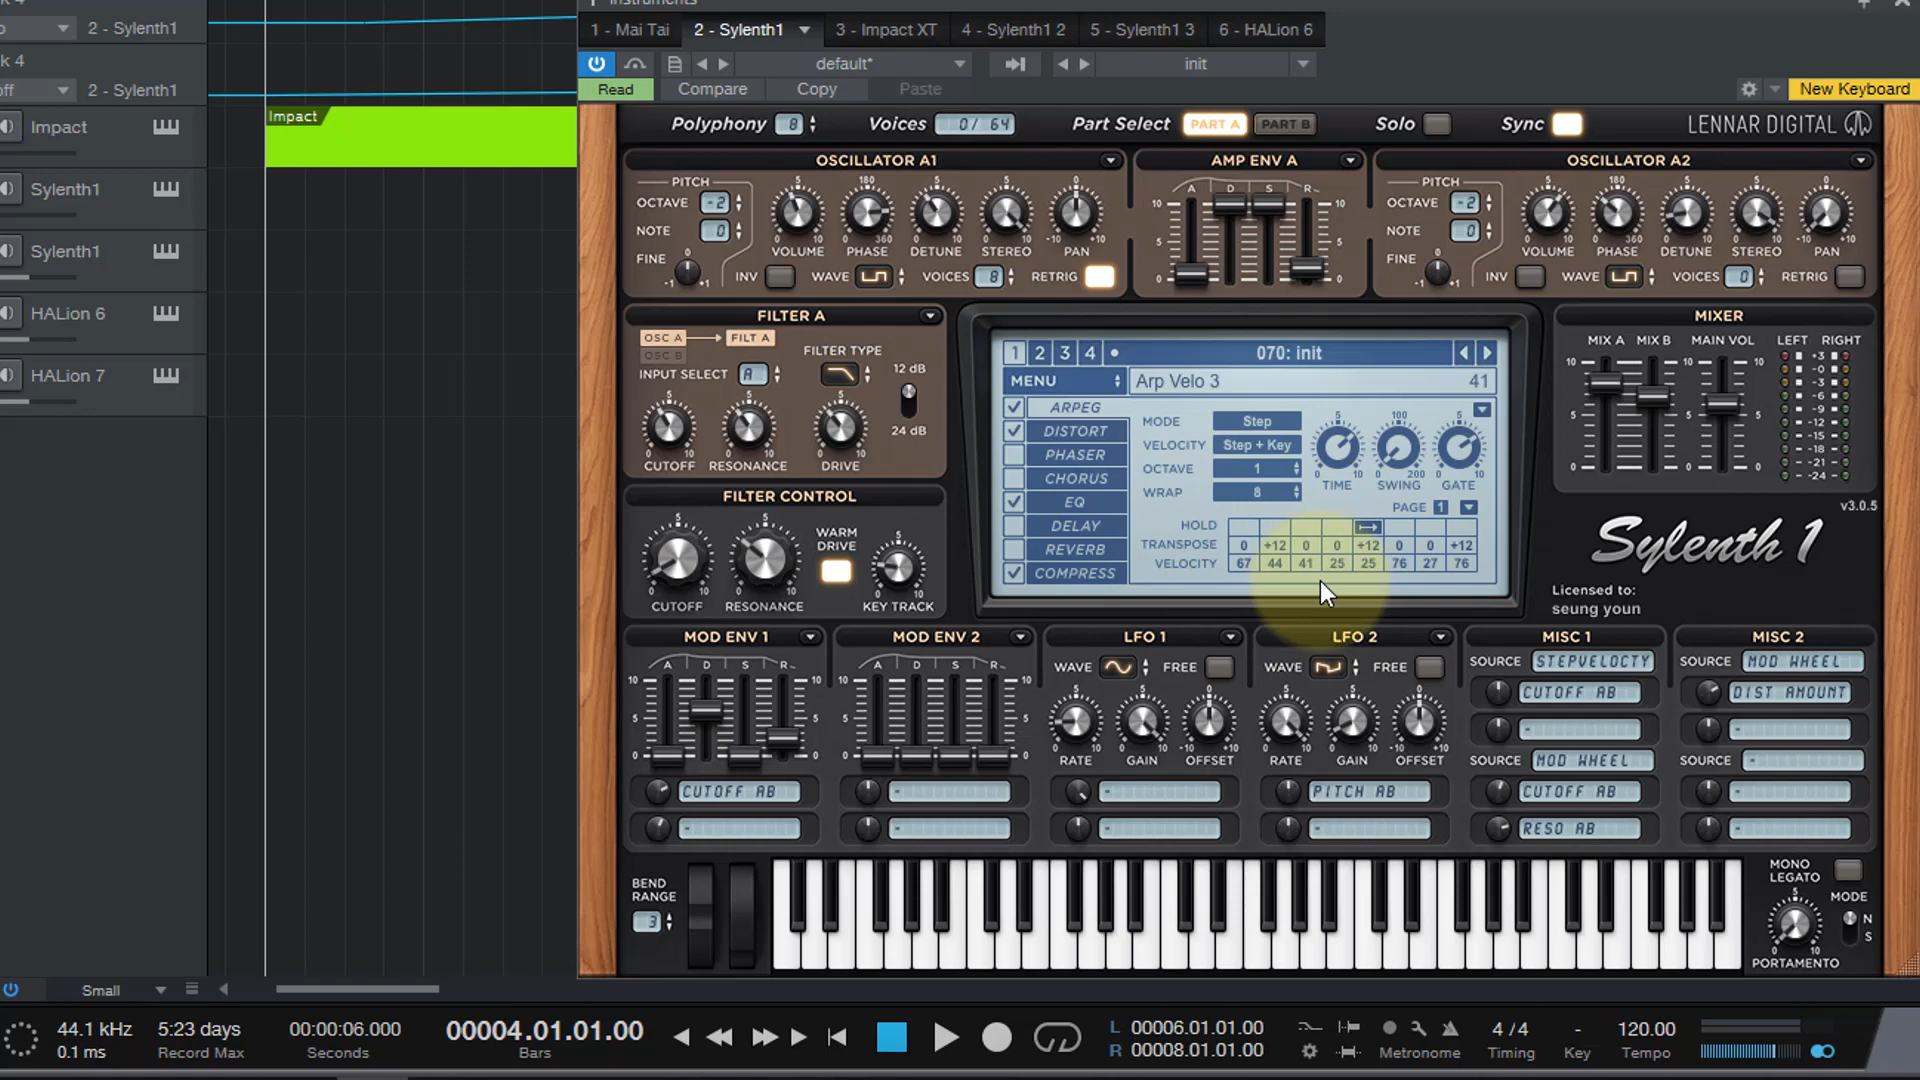 Instruments
1 - Mai Tai
2 - Sylenth1
3 - Impact XT
4 - Sylenth1 2
5 - Sylenth1 3
6 - HALion 6
default*
init
Read
Compare
Copy
Paste
New Keyboard
2 - Sylenth1
k 4
2 - Sylenth1
Impact
Sylenth1
Sylenth1
HALion 6
HALion 7
Impact
Polyphony 8
Voices 0/ 64
Part Select PART A PART B
Solo
Sync
LENNAR DIGITAL
OSCILLATOR A1
PITCH
OCTAVE -2
NOTE 0
FINE
VOLUME PHASE DETUNE STEREO PAN
INV WAVE VOICES 8 RETRIG
AMP ENV A
A D S R
OSCILLATOR A2
PITCH
OCTAVE -2
NOTE 0
FINE
VOLUME PHASE DETUNE STEREO PAN
INV WAVE VOICES 0 RETRIG
FILTER A
OSC A FILT A
OSC B
INPUT SELECT A
FILTER TYPE
12 dB
24 dB
CUTOFF RESONANCE DRIVE
FILTER CONTROL
WARM
DRIVE
CUTOFF RESONANCE KEY TRACK
1 2 3 4 070: init
MENU Arp Velo 3 41
ARPEG
DISTORT
PHASER
CHORUS
EQ
DELAY
REVERB
COMPRESS
MODE Step
VELOCITY Step + Key
OCTAVE 1
WRAP 8
TIME SWING GATE
PAGE 1
HOLD
TRANSPOSE 0 +12 0 0 +12 0 0 +12
VELOCITY 67 44 41 25 25 76 27 76
MIXER
MIX A MIX B MAIN VOL LEFT RIGHT
+3
-0
-3
-6
-9
-12
-15
-18
-21
-24
v3.0.5
Sylenth 1
Licensed to:
seung youn
MOD ENV 1
A D S R
CUTOFF AB
-
MOD ENV 2
A D S R
-
-
LFO 1
WAVE FREE
RATE GAIN OFFSET
-
-
LFO 2
WAVE FREE
RATE GAIN OFFSET
PITCH AB
-
MISC 1
SOURCE STEPVELOCTY
CUTOFF AB
-
SOURCE MOD WHEEL
CUTOFF AB
RESO AB
MISC 2
SOURCE MOD WHEEL
DIST AMOUNT
-
SOURCE -
-
-
BEND
RANGE
3
MONO
LEGATO
MODE
N
S
PORTAMENTO
Small
44.1 kHz
0.1 ms
5:23 days
Record Max
00:00:06.000
Seconds
00004.01.01.00
Bars
L 00006.01.01.00
R 00008.01.01.00
Metronome
4 / 4
Timing
-
Key
120.00
Tempo